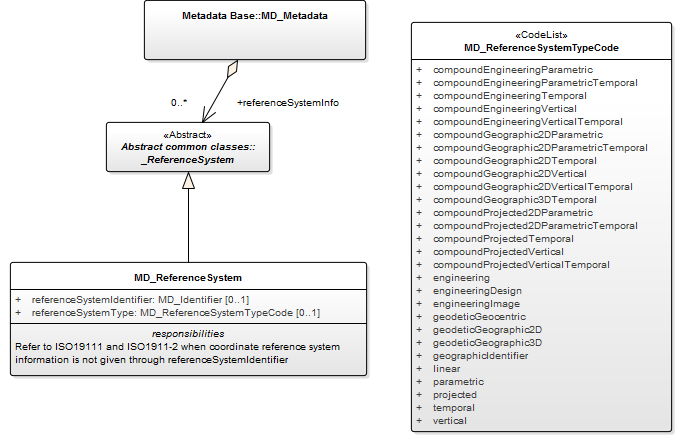 Metadata Base::MD_Metadata
0..*
+referenceSystemInfo
«Abstract»
Abstract common classes::
_ReferenceSystem
MD_ReferenceSystem
+ referenceSystemIdentifier: MD_Identifier [0..1]
+ referenceSystemType: MD_ReferenceSystemTypeCode [0..1]
responsibilities
Refer to ISO19111 and ISO1911-2 when coordinate reference system
information is not given through referenceSystemIdentifier
«CodeList»
MD_ReferenceSystemTypeCode
+ compoundEngineeringParametric
+ compoundEngineeringParametricTemporal
+ compoundEngineeringTemporal
+ compoundEngineeringVertical
+ compoundEngineeringVerticalTemporal
+ compoundGeographic2DParametric
+ compoundGeographic2DParametricTemporal
+ compoundGeographic2DTemporal
+ compoundGeographic2DVertical
+ compoundGeographic2DVerticalTemporal
+ compoundGeographic3DTemporal
+ compoundProjected2DParametric
+ compoundProjected2DParametricTemporal
+ compoundProjectedTemporal
+ compoundProjectedVertical
+ compoundProjectedVerticalTemporal
+ engineering
+ engineeringDesign
+ engineeringImage
+ geodeticGeocentric
+ geodeticGeographic2D
+ geodeticGeographic3D
+ geographicIdentifier
+ linear
+ parametric
+ projected
+ temporal
+ vertical